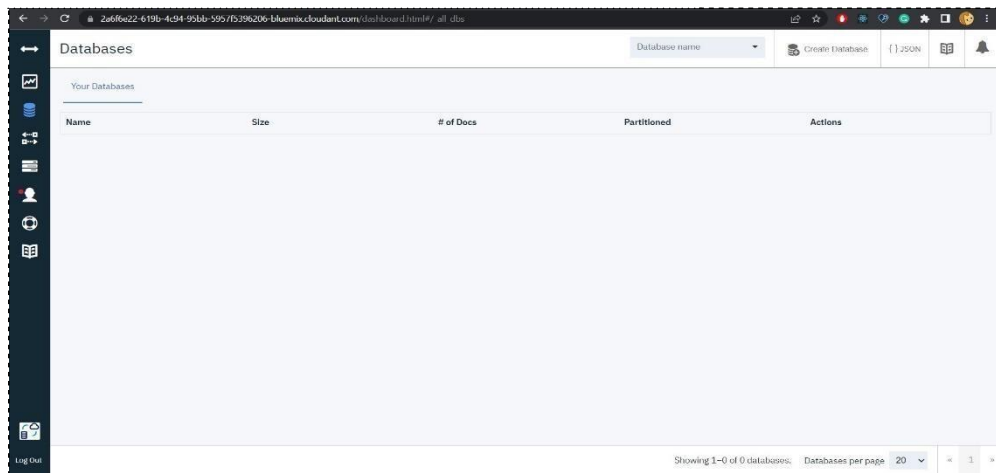 2a6f6e22-619b-4c94-95bb-5957f5396206-bluemix.cloudant.com/dashboard.html#/_all_dbs
Databases
Database name
Create Database
{ } JSON
Your Databases
Name Size # of Docs Partitioned Actions
Log Out
Showing 1–0 of 0 databases. Databases per page 20 « 1 »